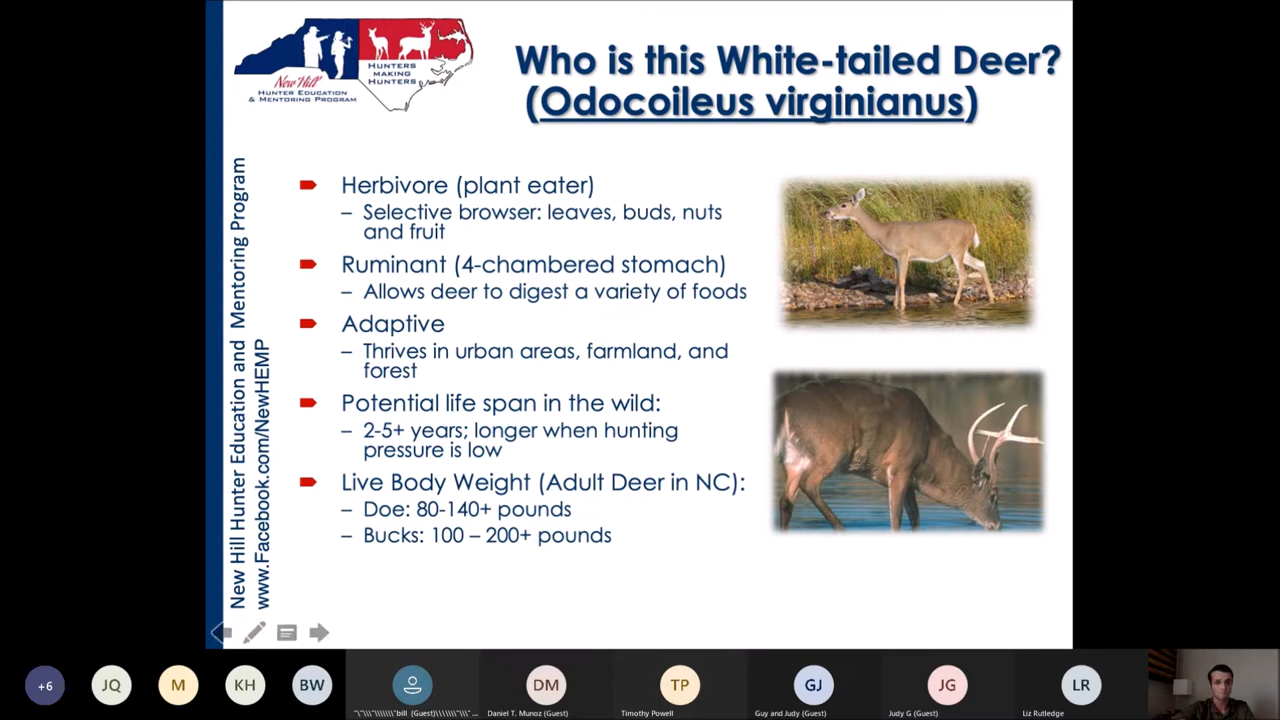 New Hill
HUNTER EDUCATION
& MENTORING PROGRAM
HUNTERS
MAKING
HUNTERS
Who is this White-tailed Deer?
(Odocoileus virginianus)
New Hill Hunter Education and Mentoring Program
www.Facebook.com/NewHEMP
Herbivore (plant eater)
– Selective browser: leaves, buds, nuts
and fruit
Ruminant (4-chambered stomach)
– Allows deer to digest a variety of foods
Adaptive
– Thrives in urban areas, farmland, and
forest
Potential life span in the wild:
– 2-5+ years; longer when hunting
pressure is low
Live Body Weight (Adult Deer in NC):
– Doe: 80-140+ pounds
– Bucks: 100 – 200+ pounds
+6
JQ
M
KH
BW
DM
TP
GJ
JG
LR
"\"\\"\\\\\\\"bill (Guest)\\\\\\\"\\\" ...
Daniel T. Munoz (Guest)
Timothy Powell
Guy and Judy (Guest)
Judy G (Guest)
Liz Rutledge